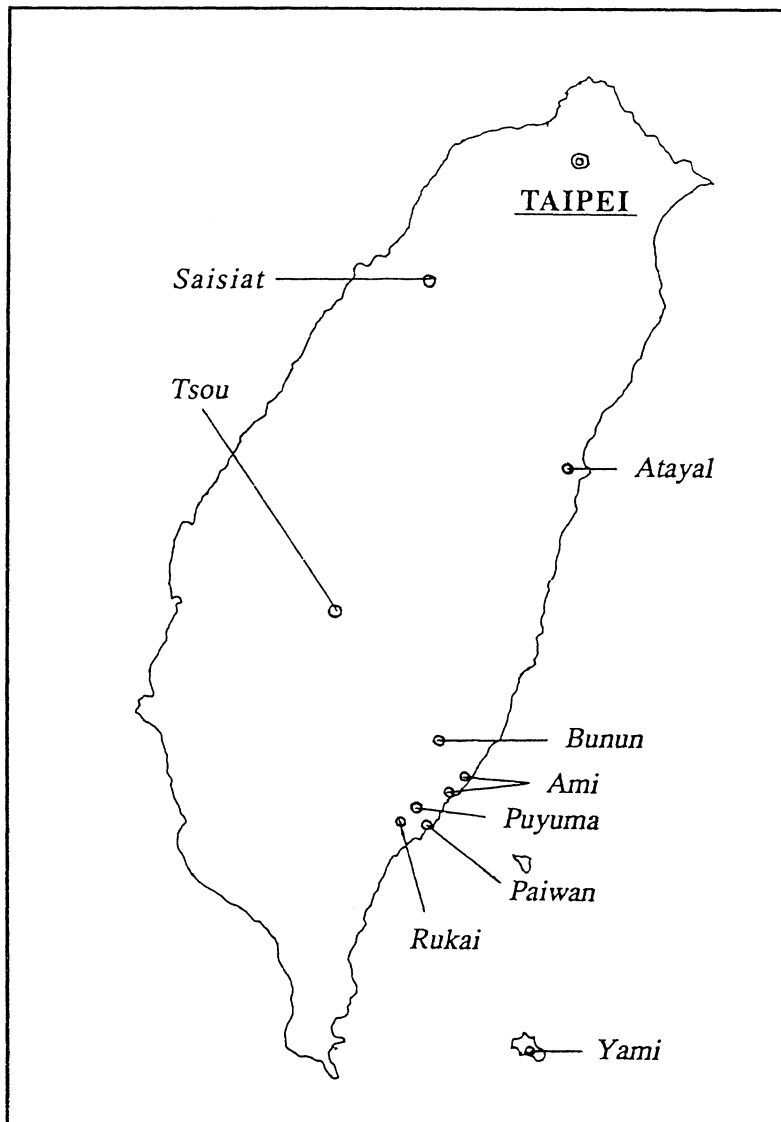 TAIPEI
Saisiat
Tsou
Atayal
Bunun
Ami
Puyuma
Paiwan
Rukai
Yami